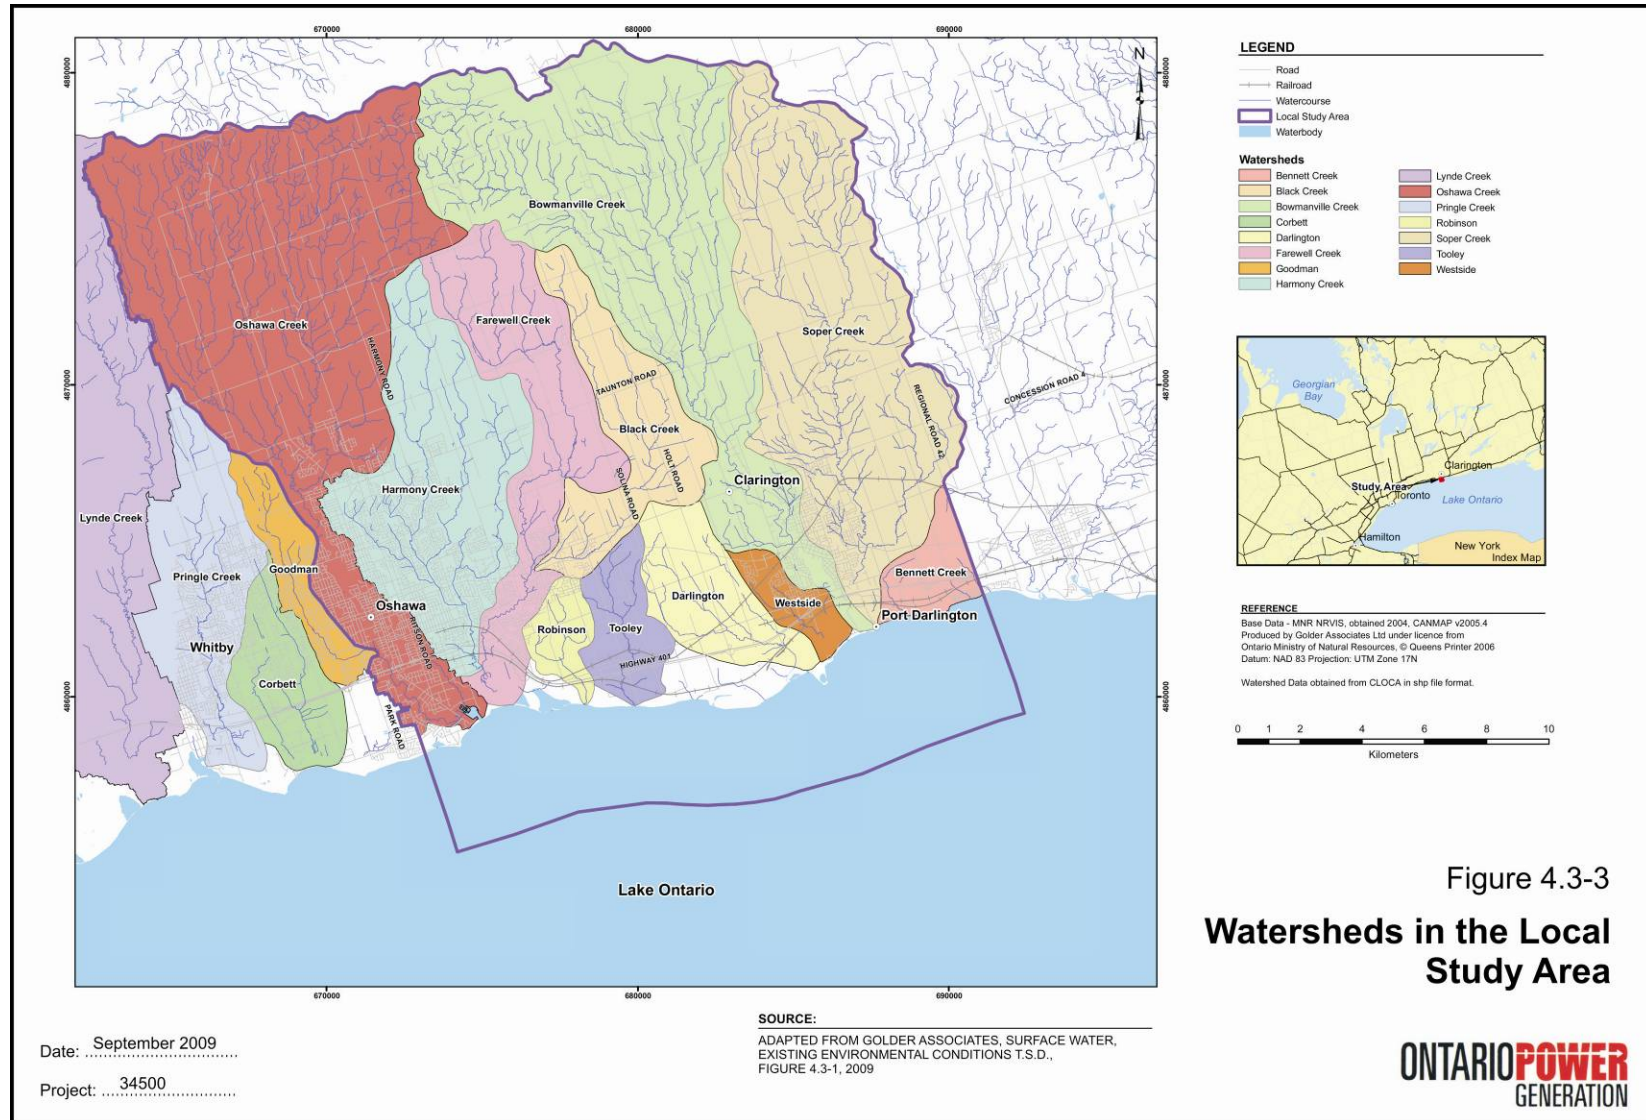 670000
680000
690000
4880000
4880000
N
Bowmanville Creek
Oshawa Creek
HARMONY ROAD
Farewell Creek
Soper Creek
4870000
4870000
TAUNTON ROAD
REGIONAL ROAD 42
CONCESSION ROAD 4
Black Creek
HOLT ROAD
SOLINA ROAD
Harmony Creek
Clarington
Lynde Creek
Pringle Creek
Goodman
Bennett Creek
Oshawa
Darlington
Westside
Port Darlington
RITSON ROAD
Robinson
Tooley
Whitby
HIGHWAY 401
Corbett
4860000
4860000
PARK ROAD
Lake Ontario
670000
680000
690000
LEGEND
Road
Railroad
Watercourse
Local Study Area
Waterbody
Watersheds
Bennett Creek
Black Creek
Bowmanville Creek
Corbett
Darlington
Farewell Creek
Goodman
Harmony Creek
Lynde Creek
Oshawa Creek
Pringle Creek
Robinson
Soper Creek
Tooley
Westside
Georgian
Bay
Clarington
Study Area
Toronto
Lake Ontario
Hamilton
New York
Index Map
REFERENCE
Base Data - MNR NRVIS, obtained 2004, CANMAP v2005.4
Produced by Golder Associates Ltd under licence from
Ontario Ministry of Natural Resources, © Queens Printer 2006
Datum: NAD 83 Projection: UTM Zone 17N
Watershed Data obtained from CLOCA in shp file format.
0 1 2 4 6 8 10
Kilometers
Figure 4.3-3
Watersheds in the Local
Study Area
Date: September 2009
Project: 34500
SOURCE:
ADAPTED FROM GOLDER ASSOCIATES, SURFACE WATER,
EXISTING ENVIRONMENTAL CONDITIONS T.S.D.,
FIGURE 4.3-1, 2009
ONTARIOPOWER
GENERATION